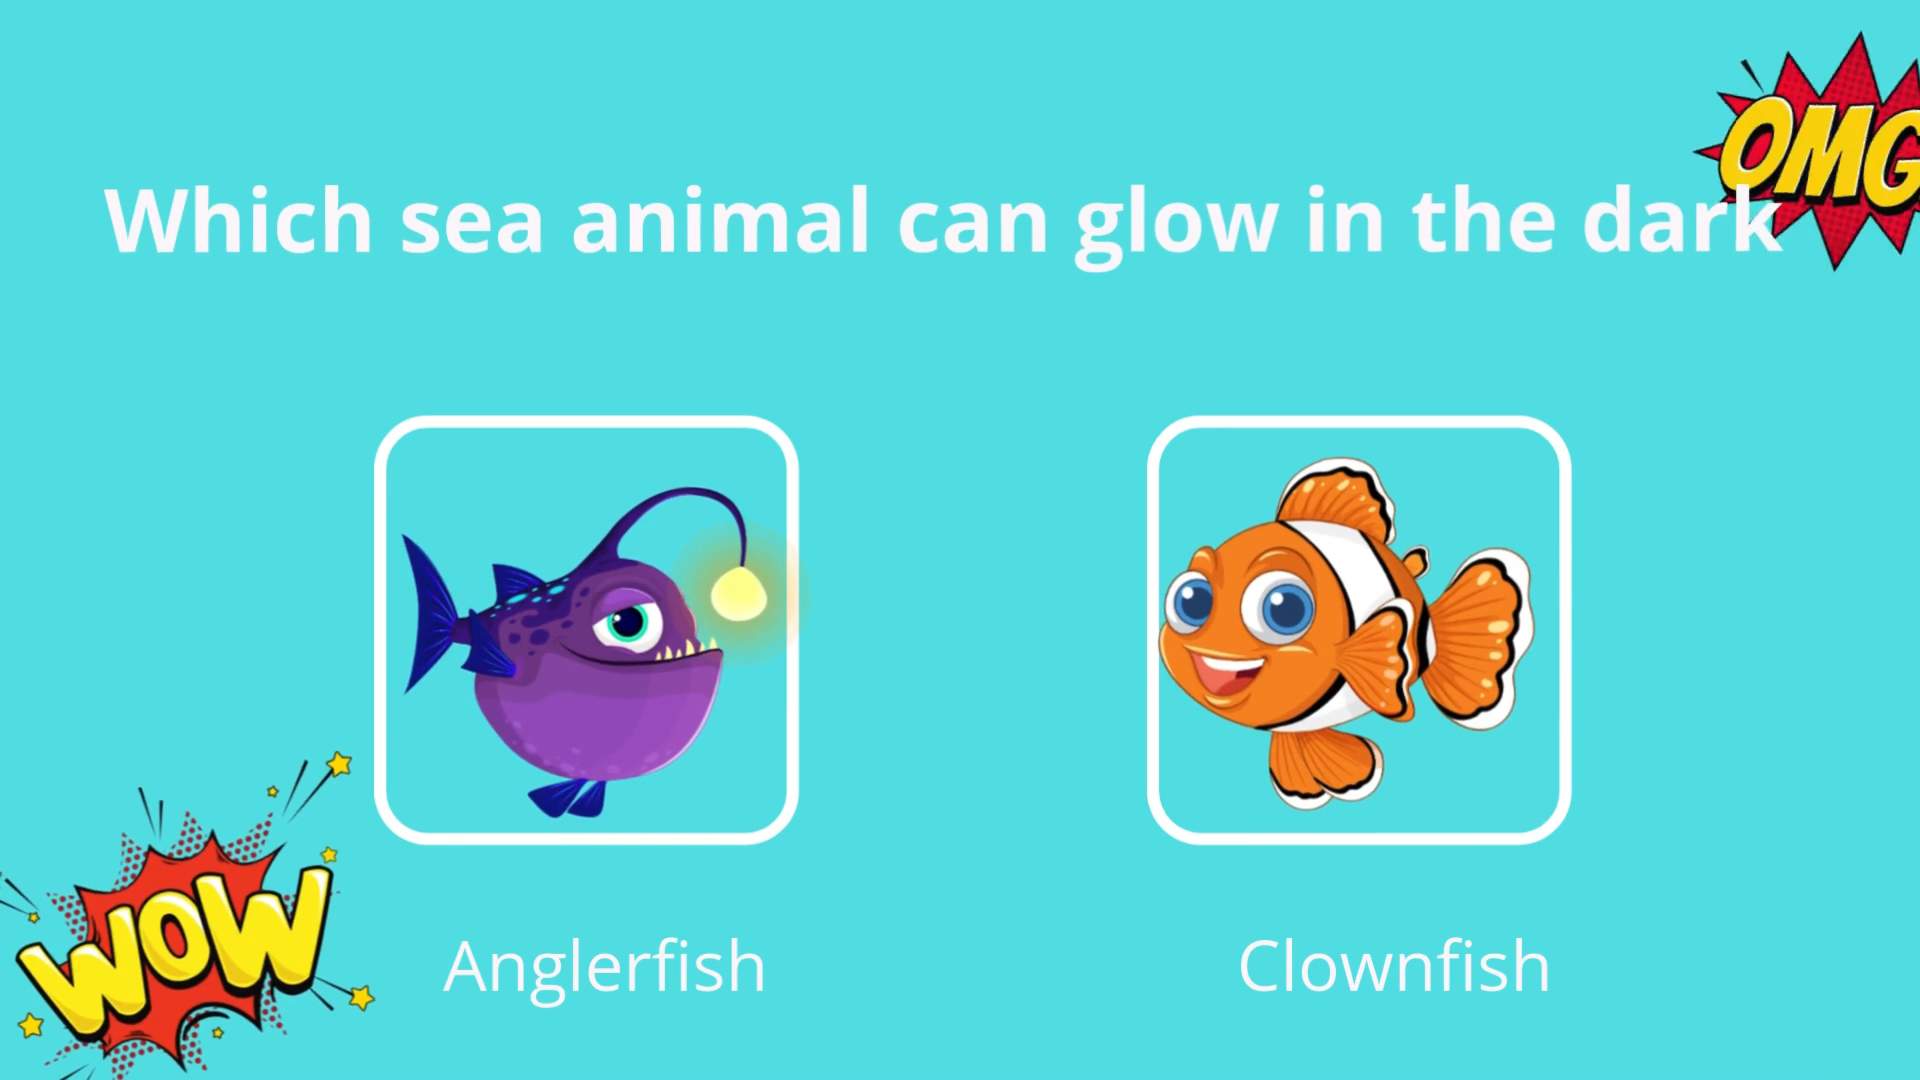 OMG
Which sea animal can glow in the dark
Anglerfish
Clownfish
WOW